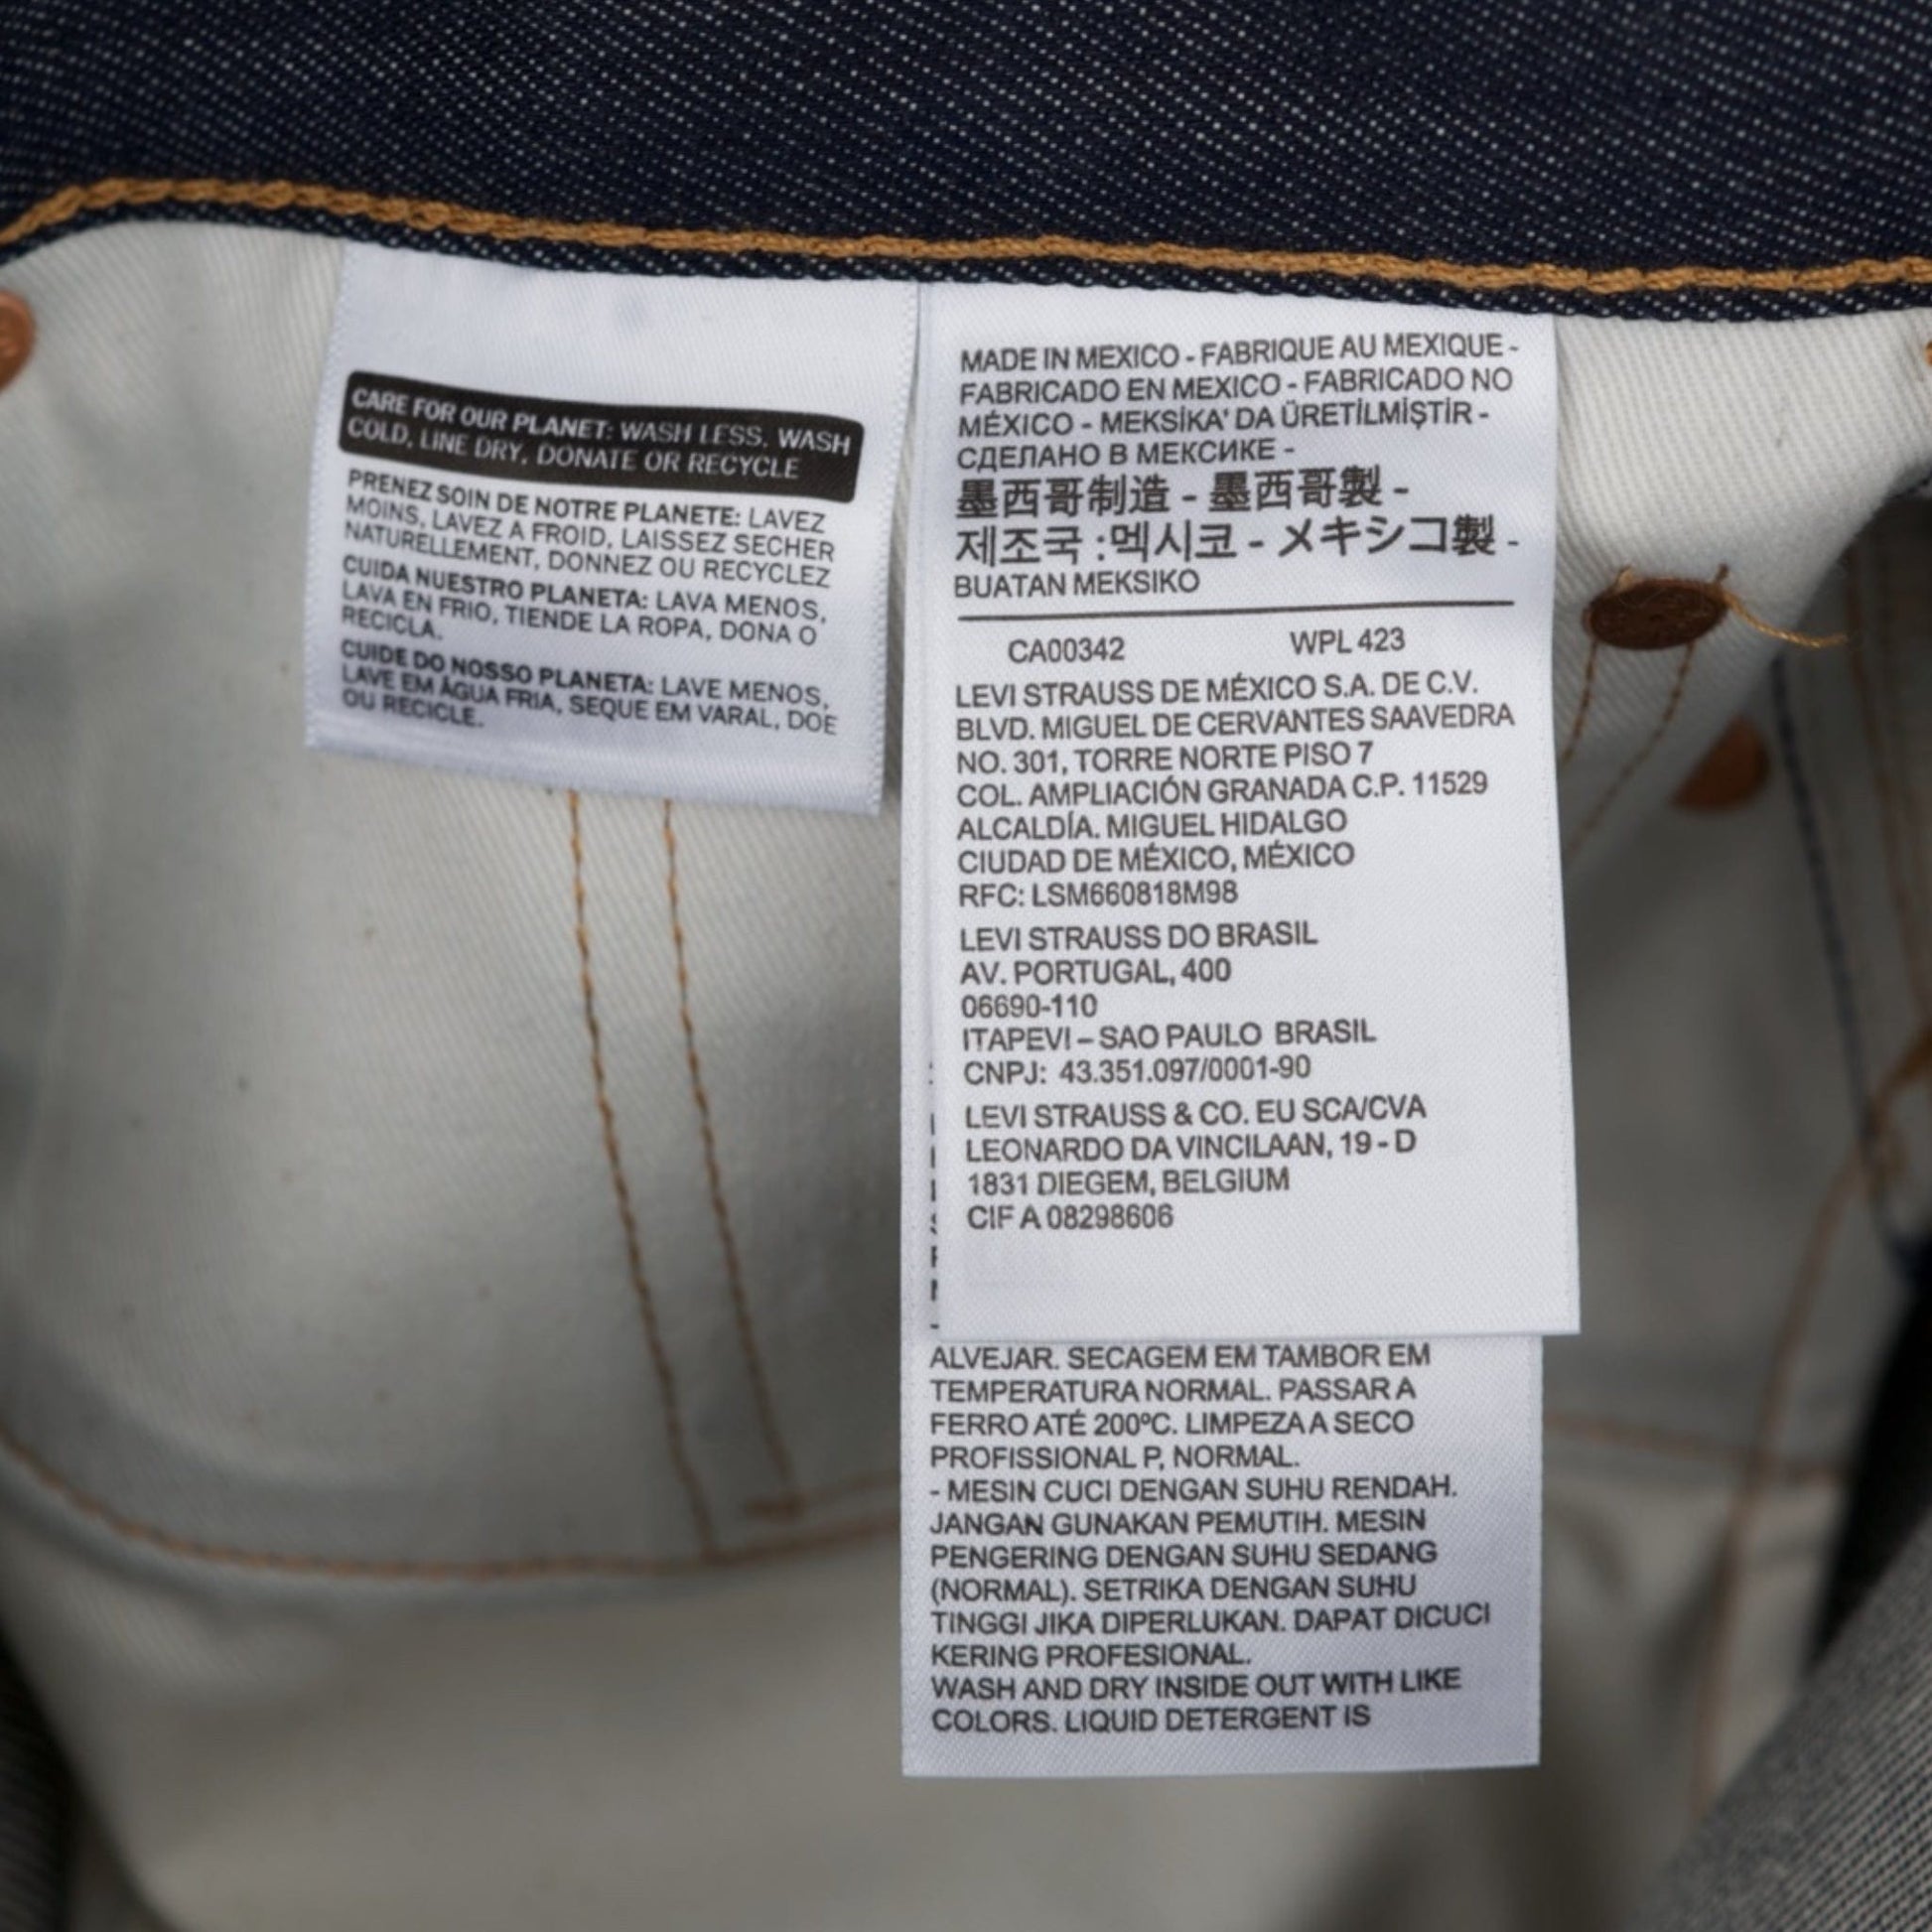 CARE FOR OUR PLANET: WASH LESS, WASH
COLD, LINE DRY, DONATE OR RECYCLE
PRENEZ SOIN DE NOTRE PLANETE: LAVEZ
MOINS, LAVEZ A FROID, LAISSEZ SECHER
NATURELLEMENT, DONNEZ OU RECYCLEZ
CUIDA NUESTRO PLANETA: LAVA MENOS,
LAVA EN FRIO, TIENDE LA ROPA, DONA O
RECICLA.
CUIDE DO NOSSO PLANETA: LAVE MENOS,
LAVE EM ÁGUA FRIA, SEQUE EM VARAL, DOE
OU RECICLE.
MADE IN MEXICO - FABRIQUE AU MEXIQUE -
FABRICADO EN MEXICO - FABRICADO NO
MÉXICO - MEKSİKA' DA ÜRETİLMİŞTİR -
СДЕЛАНО В МЕКСИКЕ -
墨西哥制造 - 墨西哥製 -
제조국 :멕시코 - メキシコ製 -
BUATAN MEKSIKO
CA00342 WPL 423
LEVI STRAUSS DE MÉXICO S.A. DE C.V.
BLVD. MIGUEL DE CERVANTES SAAVEDRA
NO. 301, TORRE NORTE PISO 7
COL. AMPLIACIÓN GRANADA C.P. 11529
ALCALDÍA. MIGUEL HIDALGO
CIUDAD DE MÉXICO, MÉXICO
RFC: LSM660818M98
LEVI STRAUSS DO BRASIL
AV. PORTUGAL, 400
06690-110
ITAPEVI – SAO PAULO BRASIL
CNPJ: 43.351.097/0001-90
LEVI STRAUSS & CO. EU SCA/CVA
LEONARDO DA VINCILAAN, 19 - D
1831 DIEGEM, BELGIUM
CIF A 08298606
ALVEJAR. SECAGEM EM TAMBOR EM
TEMPERATURA NORMAL. PASSAR A
FERRO ATÉ 200ºC. LIMPEZA A SECO
PROFISSIONAL P, NORMAL.
- MESIN CUCI DENGAN SUHU RENDAH.
JANGAN GUNAKAN PEMUTIH. MESIN
PENGERING DENGAN SUHU SEDANG
(NORMAL). SETRIKA DENGAN SUHU
TINGGI JIKA DIPERLUKAN. DAPAT DICUCI
KERING PROFESIONAL.
WASH AND DRY INSIDE OUT WITH LIKE
COLORS. LIQUID DETERGENT IS